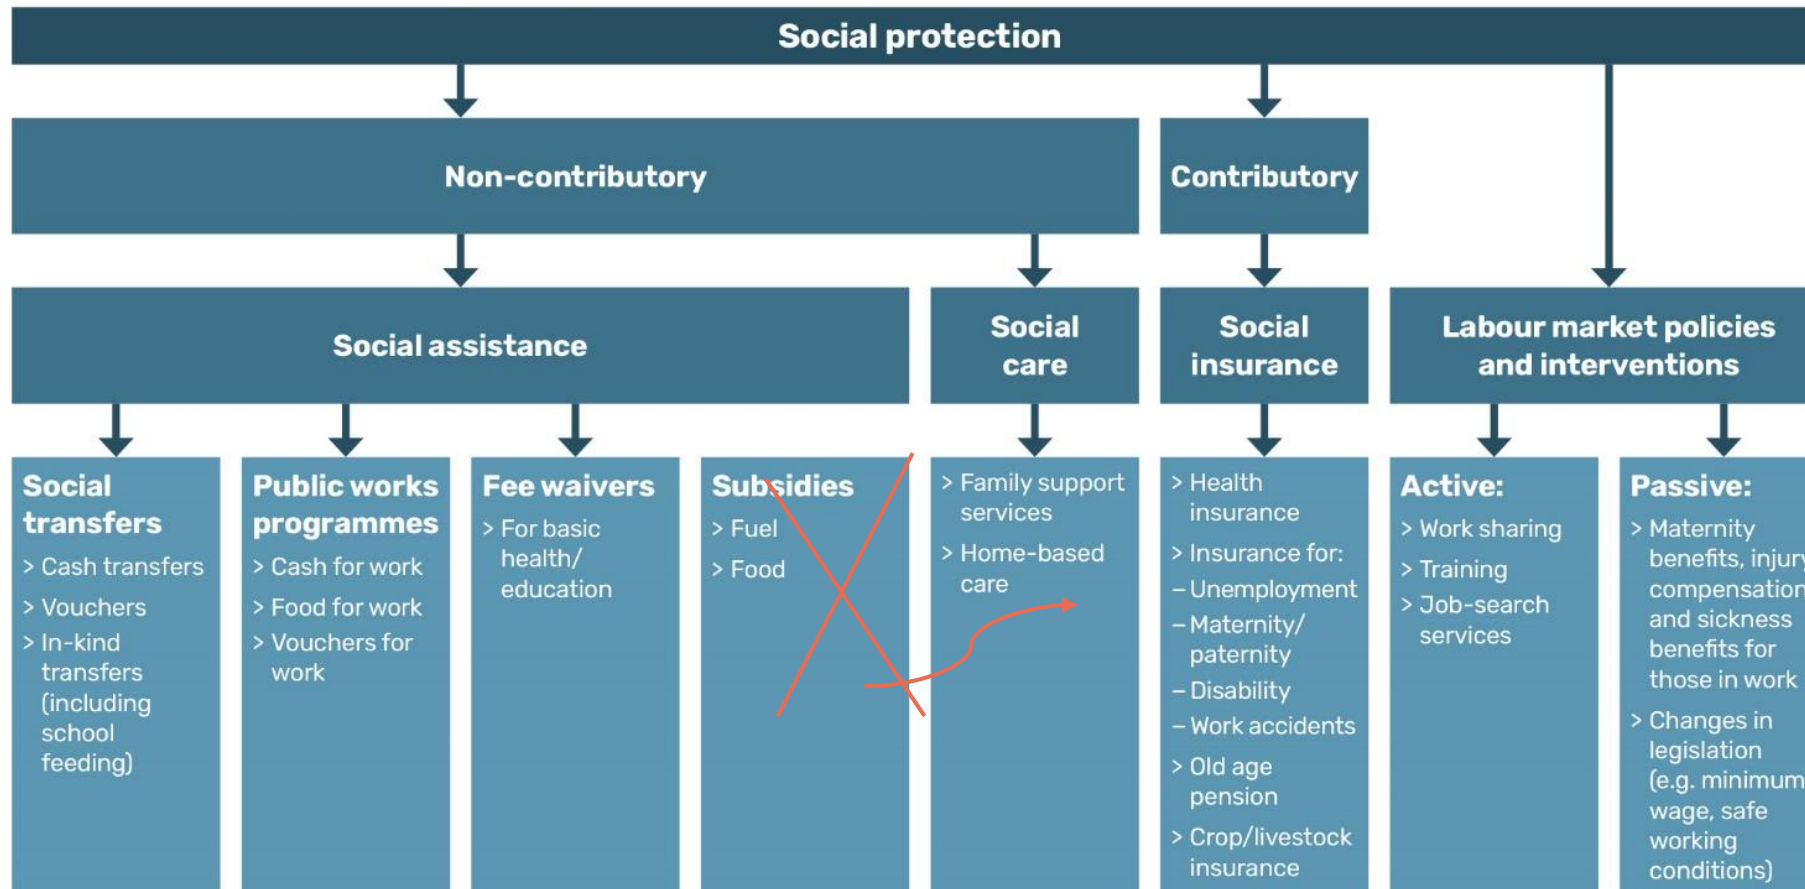 Social protection
Non-contributory
Contributory
Social assistance
Social
care
Social
insurance
Labour market policies
and interventions
Social
transfers
> Cash transfers
> Vouchers
> In-kind
transfers
(including
school
feeding)
Public works
programmes
> Cash for work
> Food for work
> Vouchers for
work
Fee waivers
> For basic
health/
education
Subsidies
> Fuel
> Food
> Family support
services
> Home-based
care
> Health
insurance
> Insurance for:
– Unemployment
– Maternity/
paternity
– Disability
– Work accidents
> Old age
pension
> Crop/livestock
insurance
Active:
> Work sharing
> Training
> Job-search
services
Passive:
> Maternity
benefits, injury
compensation
and sickness
benefits for
those in work
> Changes in
legislation
(e.g. minimum
wage, safe
working
conditions)